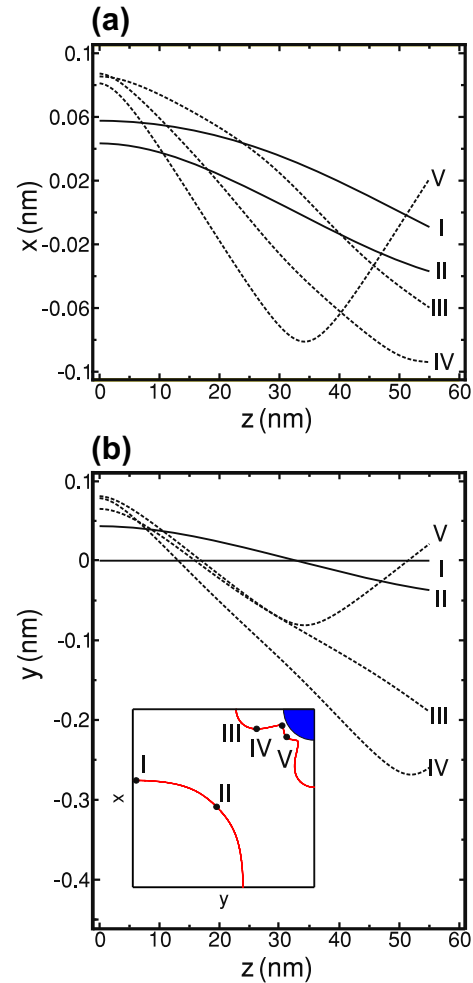 (a)
0.1
0.06
0.02
-0.02
-0.06
-0.1
x (nm)
V
I
II
III
IV
0 10 20 30 40 50 60
z (nm)
(b)
0.1
0
-0.1
-0.2
-0.3
-0.4
y (nm)
V
I
II
III
IV
I
II
III
IV
V
x
y
0 10 20 30 40 50 60
z (nm)